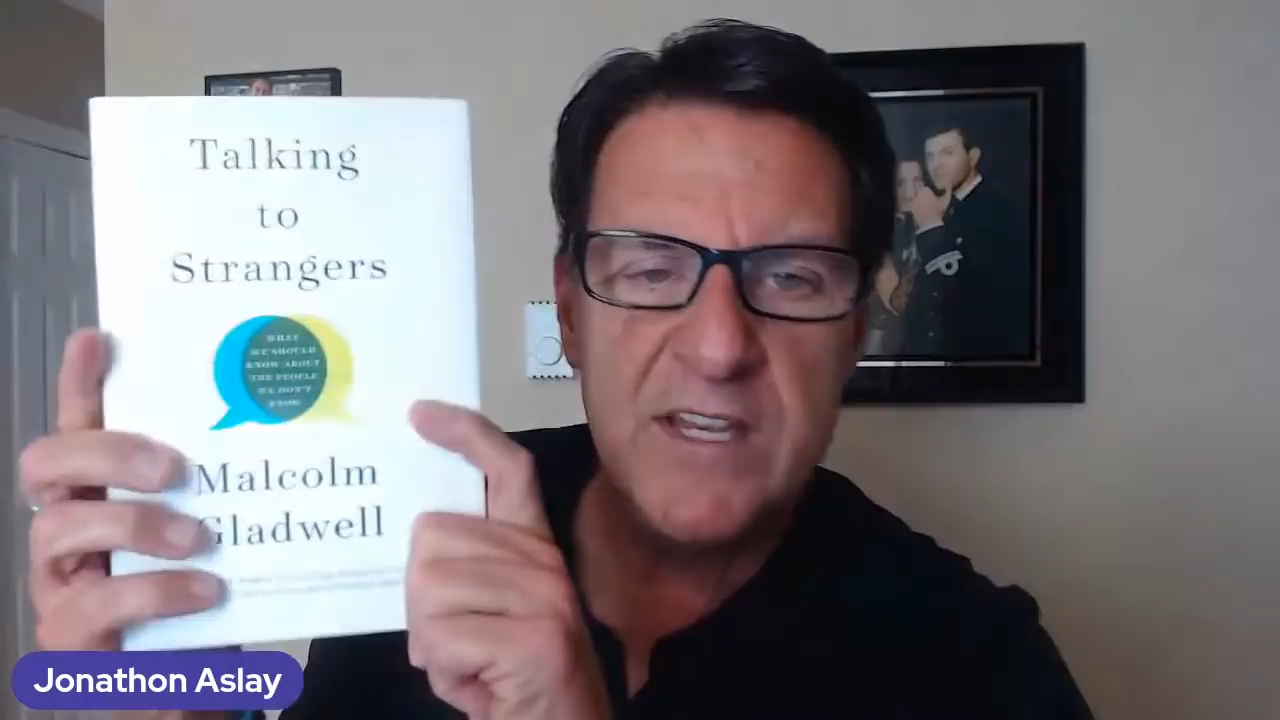 Talking
to
Strangers
WHAT
WE SHOULD
KNOW ABOUT
THE PEOPLE
WE DON'T
KNOW
Malcolm
Gladwell
Jonathon Aslay